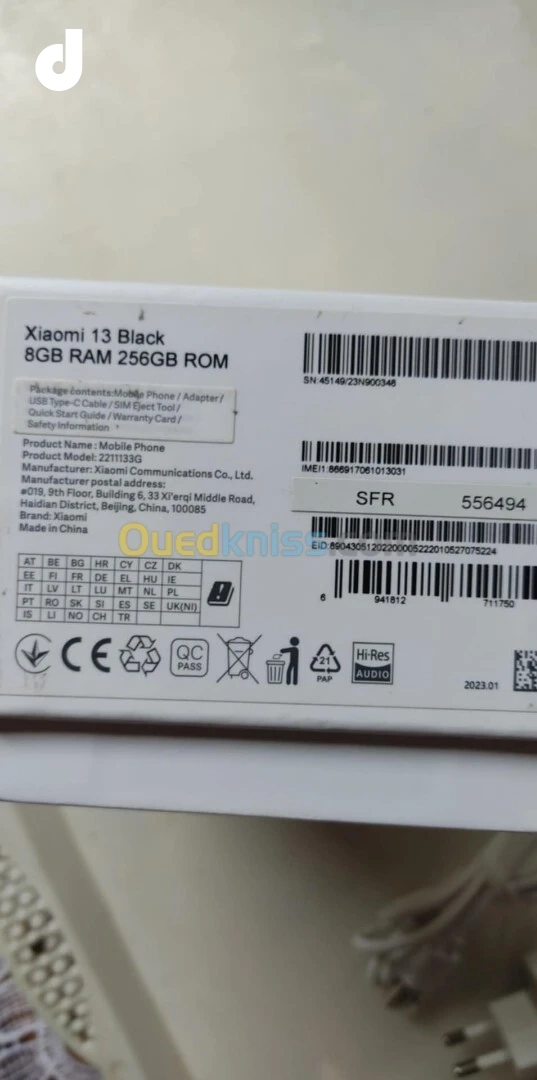 d
Xiaomi 13 Black
8GB RAM 256GB ROM
Package contents:Mobile Phone / Adapter /
USB Type-C Cable / SIM Eject Tool /
Quick Start Guide / Warranty Card /
Safety Information
Product Name : Mobile Phone
Product Model: 2211133G
Manufacturer: Xiaomi Communications Co., Ltd.
Manufacturer postal address:
#019, 9th Floor, Building 6, 33 Xi'erqi Middle Road,
Haidian District, Beijing, China, 100085
Brand: Xiaomi
Made in China
SN:45149/23N900346
IMEI1:866917061013031
SFR 556494
EID:89043051202200005222010527075224
6 941812 711750
Ouedkniss.com
AT BE BG HR CY CZ DK
EE FI FR DE EL HU IE
IT LV LT LU MT NL PL
PT RO SK SI ES SE UK(NI)
IS LI NO CH TR
CE
QC
PASS
21
PAP
Hi-Res
AUDIO
2023.01